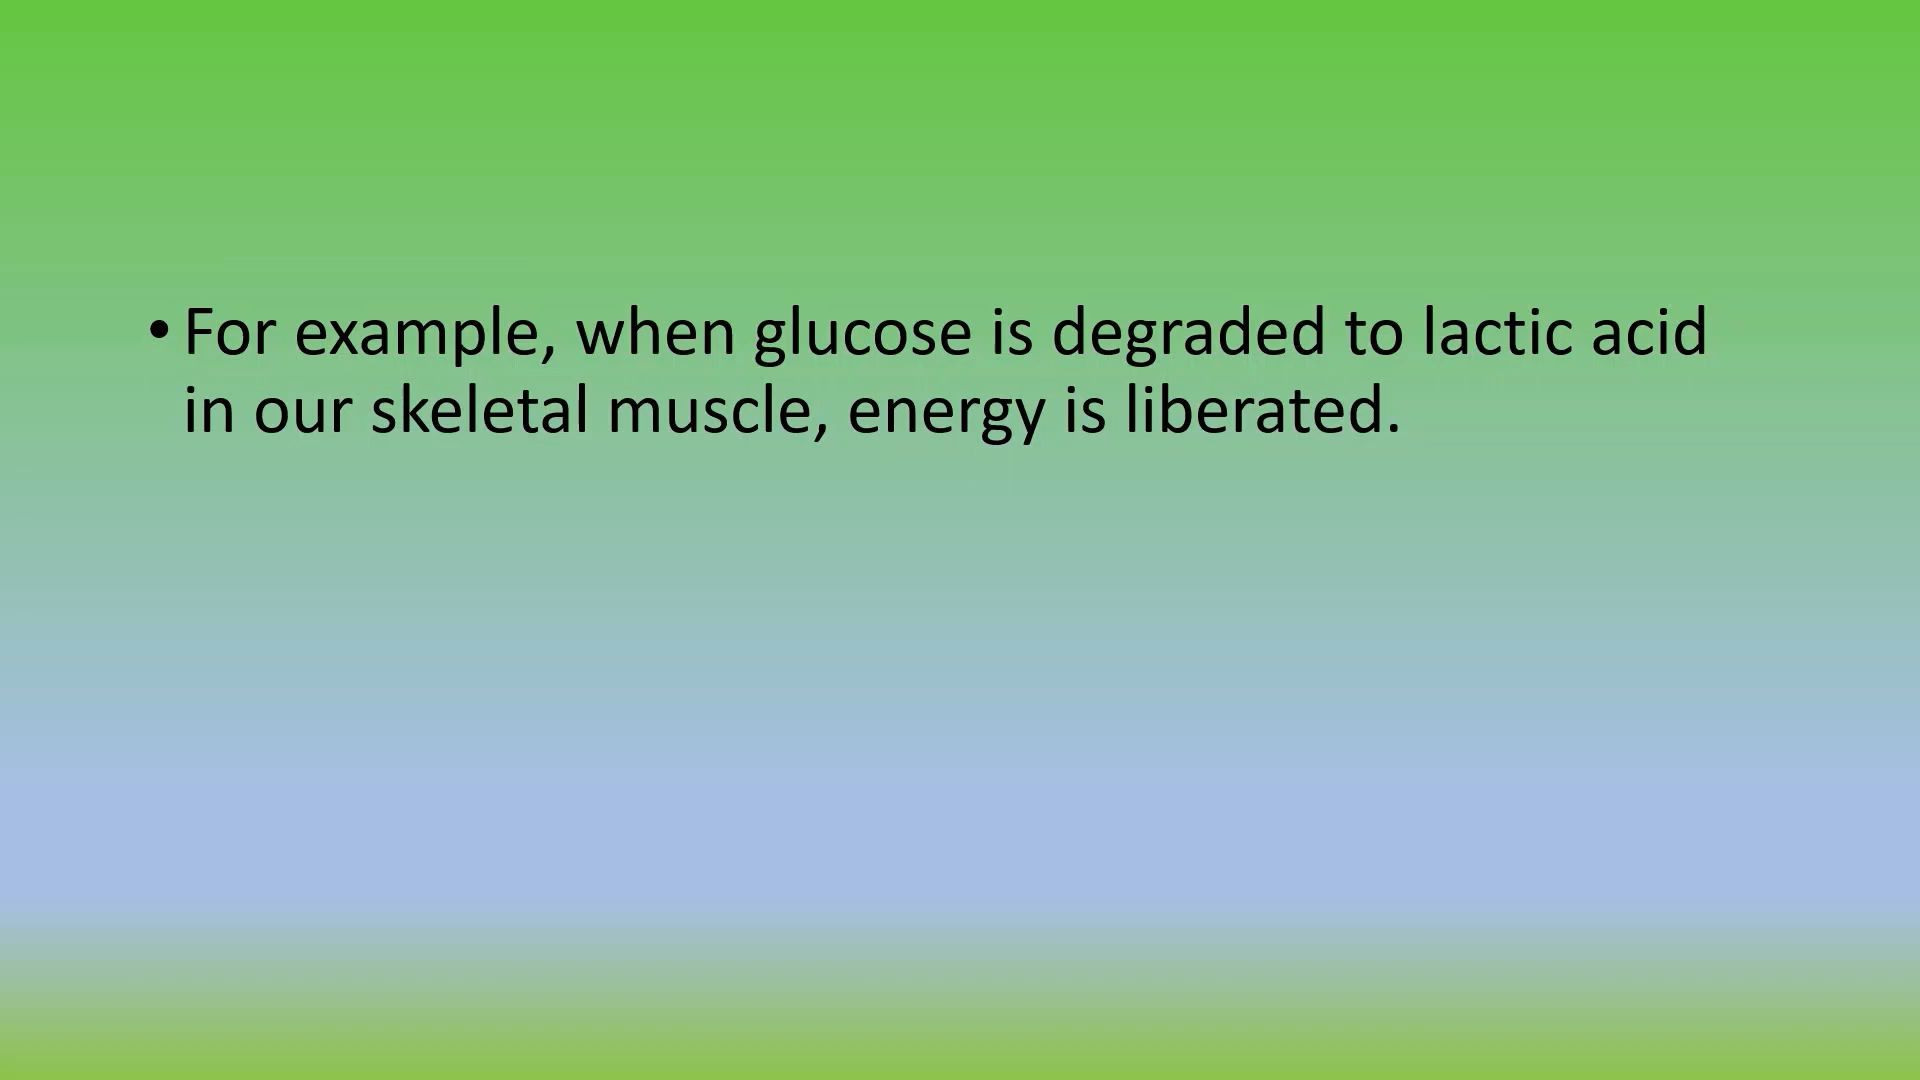 • For example, when glucose is degraded to lactic acid
in our skeletal muscle, energy is liberated.